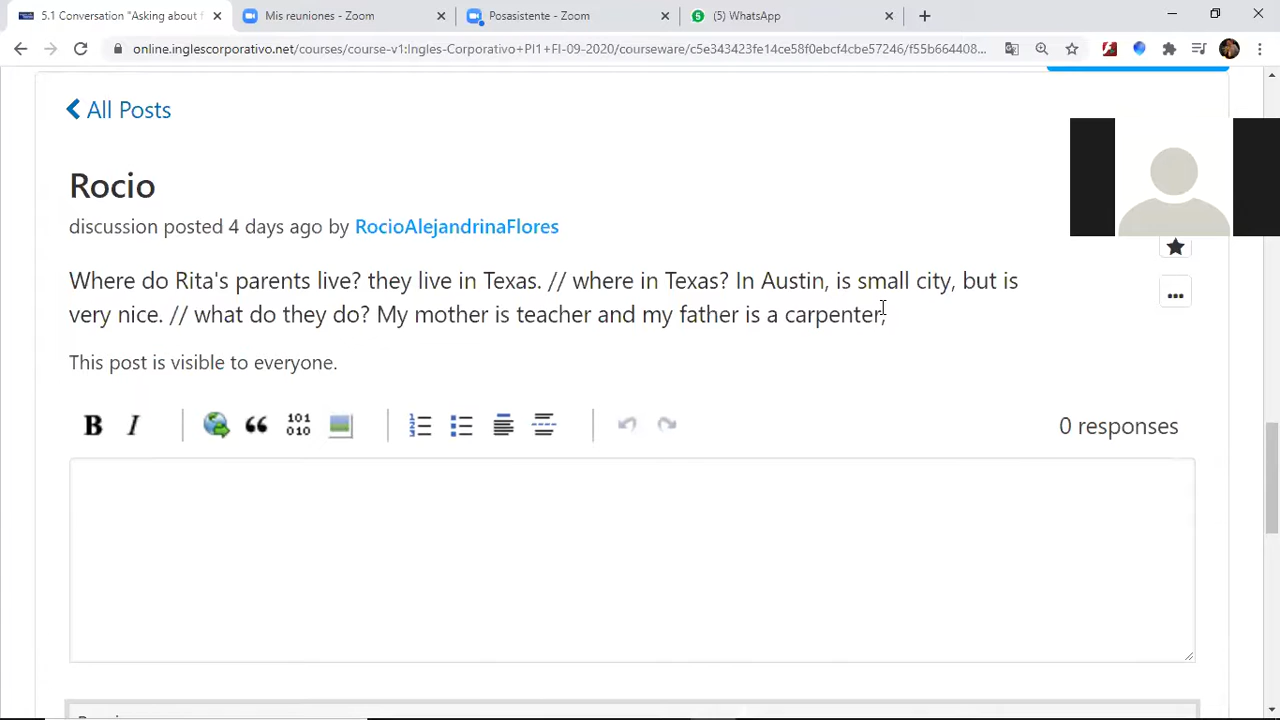 5.1 Conversation "Asking about f
Mis reuniones - Zoom
Posasistente - Zoom
(5) WhatsApp
online.inglescorporativo.net/courses/course-v1:Ingles-Corporativo+PI1+FI-09-2020/courseware/c5e343423fe14ce58f0ebcf4cbe57246/f55b664408...
All Posts
Rocio
discussion posted 4 days ago by RocioAlejandrinaFlores
Where do Rita's parents live? they live in Texas. // where in Texas? In Austin, is small city, but is
very nice. // what do they do? My mother is teacher and my father is a carpenter,
This post is visible to everyone.
B I
101
010
1
2
3
0 responses